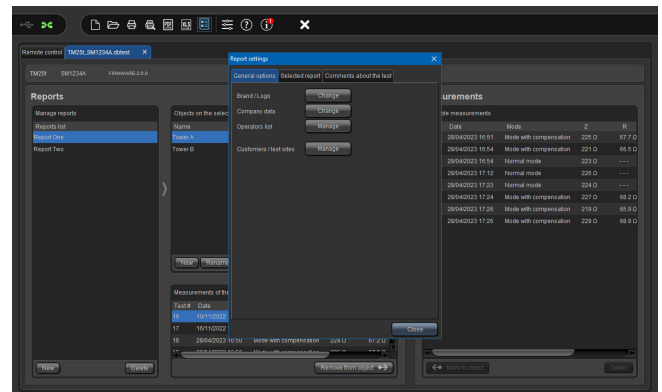 PDF
XLS
Remote control
TM25t_SM1234A.dbtest X
TM25t SM1234A FIRMWARE:2.0.0
Reports
Manage reports
Reports list
Report One
Report Two
New
Delete
Objects on the selec
Name
Tower A
Tower B
New
Rename
Measurements of the
Test # Date
16 10/11/2022
17 16/11/2022
18 28/04/2023 16:50 Mode with compensation 224 Ω 67.2 Ω
Remove from object
Report settings X
General options
Selected report
Comments about the test
Brand / Logo Change
Company data Change
Operators list Manage
Customers / test sites Manage
Close
urements
ble measurements
Date Mode Z R
28/04/2023 16:51 Mode with compensation 225 Ω 67.7 Ω
28/04/2023 16:54 Mode with compensation 221 Ω 66.5 Ω
28/04/2023 16:54 Normal mode 223 Ω ---
28/04/2023 17:12 Normal mode 226 Ω ---
28/04/2023 17:23 Normal mode 224 Ω ---
28/04/2023 17:24 Mode with compensation 227 Ω 68.2 Ω
28/04/2023 17:26 Mode with compensation 219 Ω 65.9 Ω
28/04/2023 17:26 Mode with compensation 229 Ω 68.9 Ω
Move to object
Delete